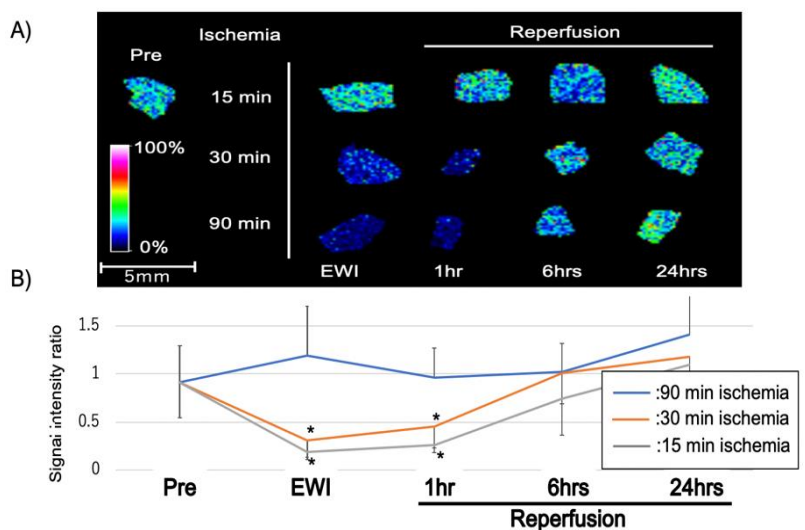 A)
Ischemia
Reperfusion
Pre
15 min
100%
30 min
0%
90 min
5mm
EWI
1hr
6hrs
24hrs
B)
Signal intensity ratio
1.5
1
0.5
0
*
*
*
*
:90 min ischemia
:30 min ischemia
:15 min ischemia
Pre
EWI
1hr
6hrs
24hrs
Reperfusion